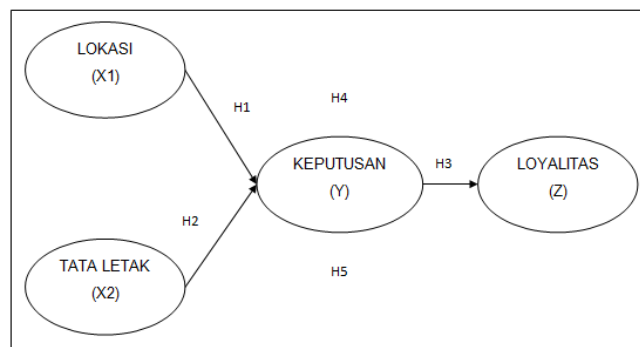 LOKASI
(X1)
H1
H4
KEPUTUSAN
(Y)
H3
LOYALITAS
(Z)
H2
TATA LETAK
(X2)
H5